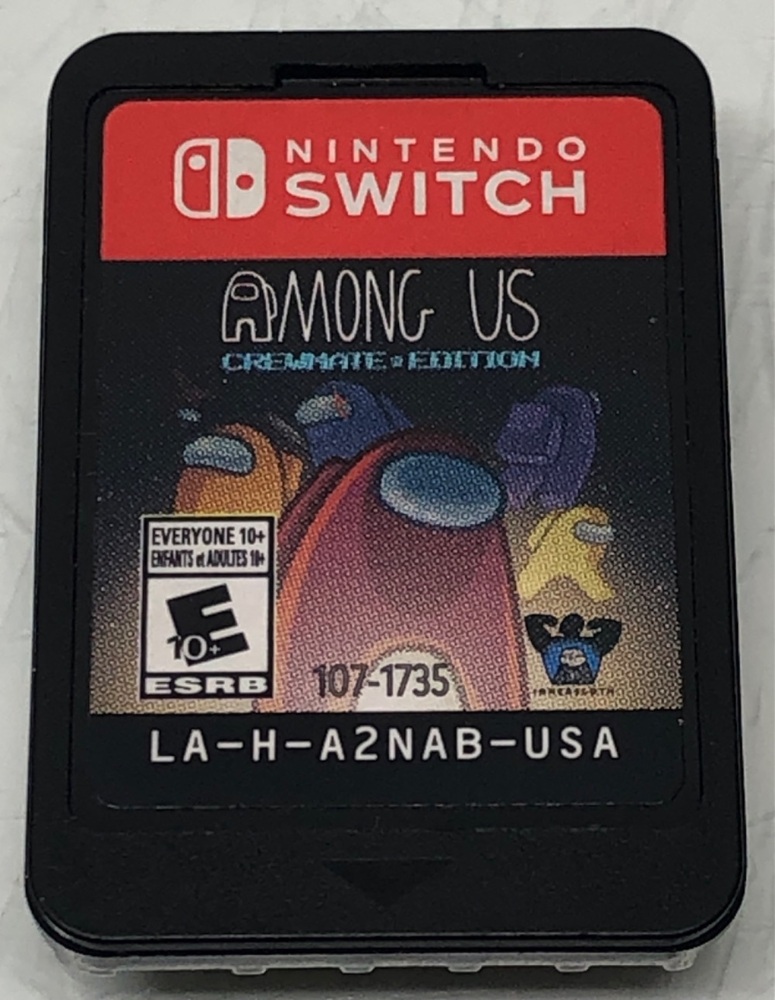 NINTENDO
SWITCH
AMONG US
CREWMATE EDITION
EVERYONE 10+
ENFANTS et ADULTES 10+
E
10+
ESRB
107-1735
INNERSLOTH
LA-H-A2NAB-USA